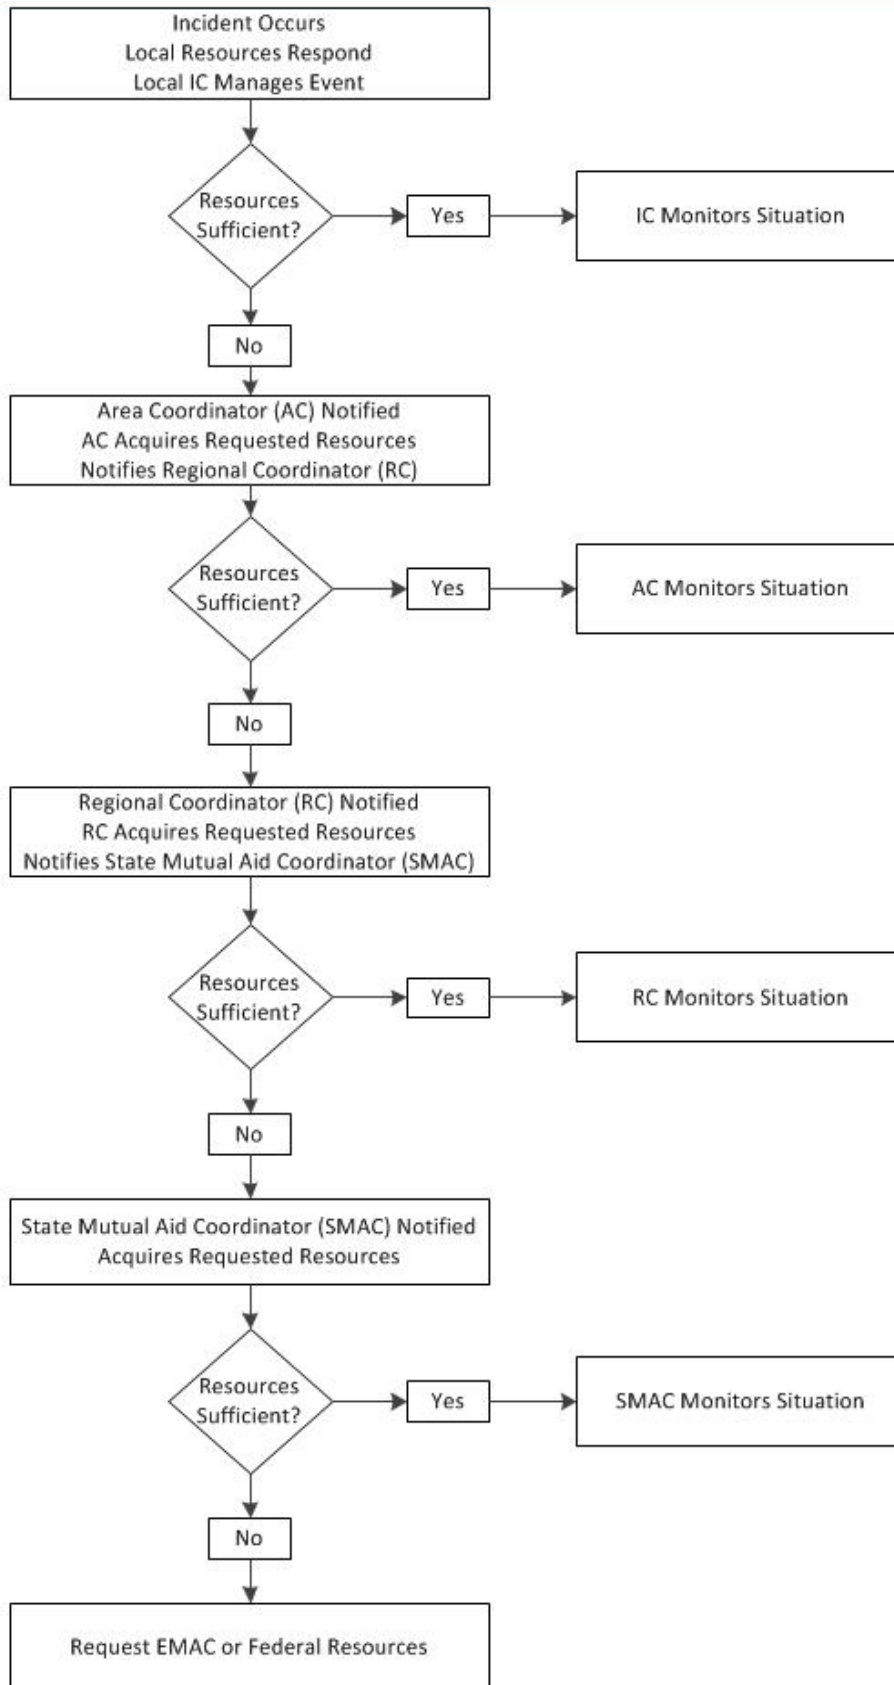 Incident Occurs
Local Resources Respond
Local IC Manages Event
Resources
Sufficient?
Yes
IC Monitors Situation
No
Area Coordinator (AC) Notified
AC Acquires Requested Resources
Notifies Regional Coordinator (RC)
Resources
Sufficient?
Yes
AC Monitors Situation
No
Regional Coordinator (RC) Notified
RC Acquires Requested Resources
Notifies State Mutual Aid Coordinator (SMAC)
Resources
Sufficient?
Yes
RC Monitors Situation
No
State Mutual Aid Coordinator (SMAC) Notified
Acquires Requested Resources
Resources
Sufficient?
Yes
SMAC Monitors Situation
No
Request EMAC or Federal Resources